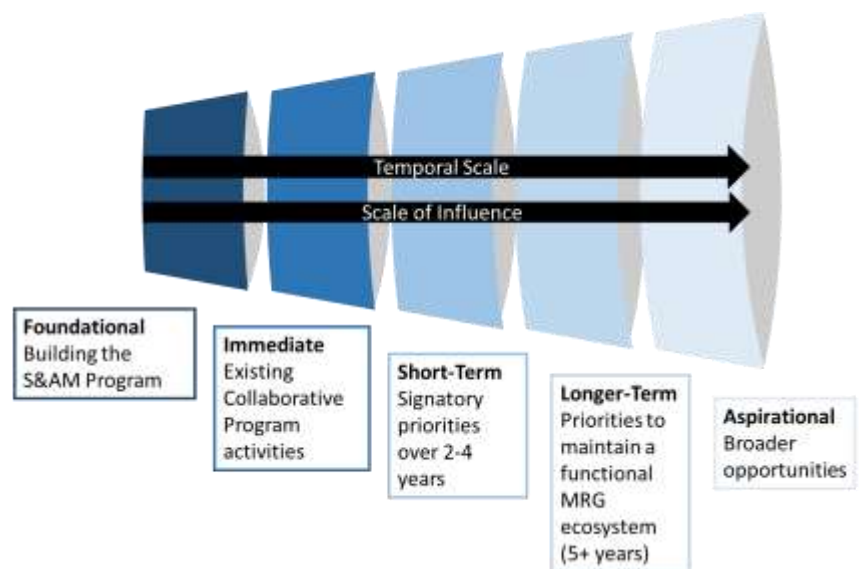 Temporal Scale
Scale of Influence
Foundational
Building the
S&AM Program
Immediate
Existing
Collaborative
Program
activities
Short-Term
Signatory
priorities
over 2-4
years
Longer-Term
Priorities to
maintain a
functional
MRG
ecosystem
(5+ years)
Aspirational
Broader
opportunities